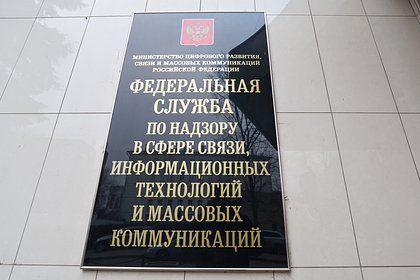 МИНИСТЕРСТВО ЦИФРОВОГО РАЗВИТИЯ,
СВЯЗИ И МАССОВЫХ КОММУНИКАЦИЙ
РОССИЙСКОЙ ФЕДЕРАЦИИ
ФЕДЕРАЛЬНАЯ
СЛУЖБА
ПО НАДЗОРУ
В СФЕРЕ СВЯЗИ,
ИНФОРМАЦИОННЫХ
ТЕХНОЛОГИЙ
И МАССОВЫХ
КОММУНИКАЦИЙ